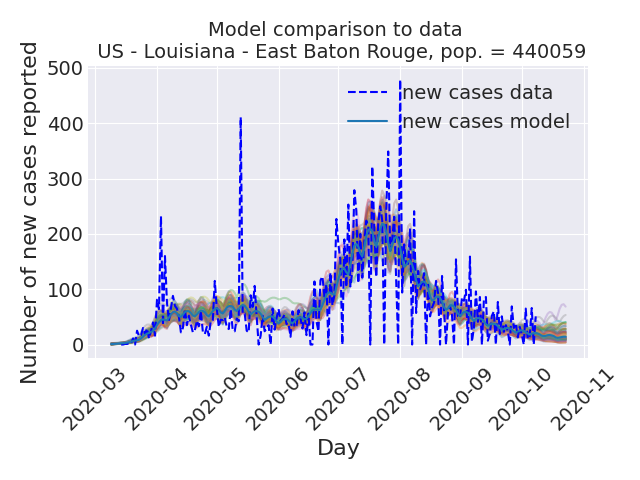 Model comparison to data
US - Louisiana - East Baton Rouge, pop. = 440059
Number of new cases reported
500
400
300
200
100
0
new cases data
new cases model
2020-03
2020-04
2020-05
2020-06
2020-07
2020-08
2020-09
2020-10
2020-11
Day